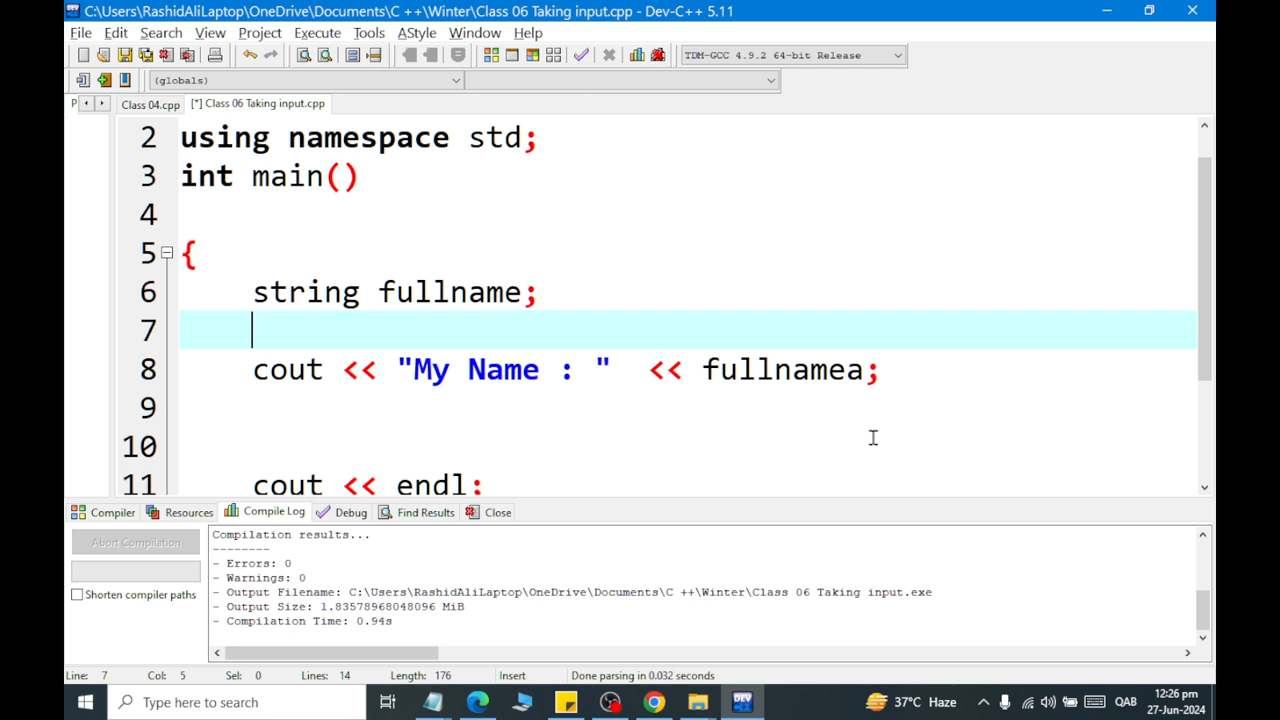 C:\Users\RashidAliLaptop\OneDrive\Documents\C ++\Winter\Class 06 Taking input.cpp - Dev-C++ 5.11
File Edit Search View Project Execute Tools AStyle Window Help
TDM-GCC 4.9.2 64-bit Release
(globals)
P Class 04.cpp [*] Class 06 Taking input.cpp
2 using namespace std;
3 int main()
4
5 {
6 string fullname;
7
8 cout << "My Name : " << fullnamea;
9
10
11 cout << endl;
Compiler Resources Compile Log Debug Find Results Close
Abort Compilation
Shorten compiler paths
Compilation results...
--------
- Errors: 0
- Warnings: 0
- Output Filename: C:\Users\RashidAliLaptop\OneDrive\Documents\C ++\Winter\Class 06 Taking input.exe
- Output Size: 1.83578968048096 MiB
- Compilation Time: 0.94s
Line: 7 Col: 5 Sel: 0 Lines: 14 Length: 176 Insert Done parsing in 0.032 seconds
Type here to search
DEV
37°C Haze
QAB
12:26 pm
27-Jun-2024